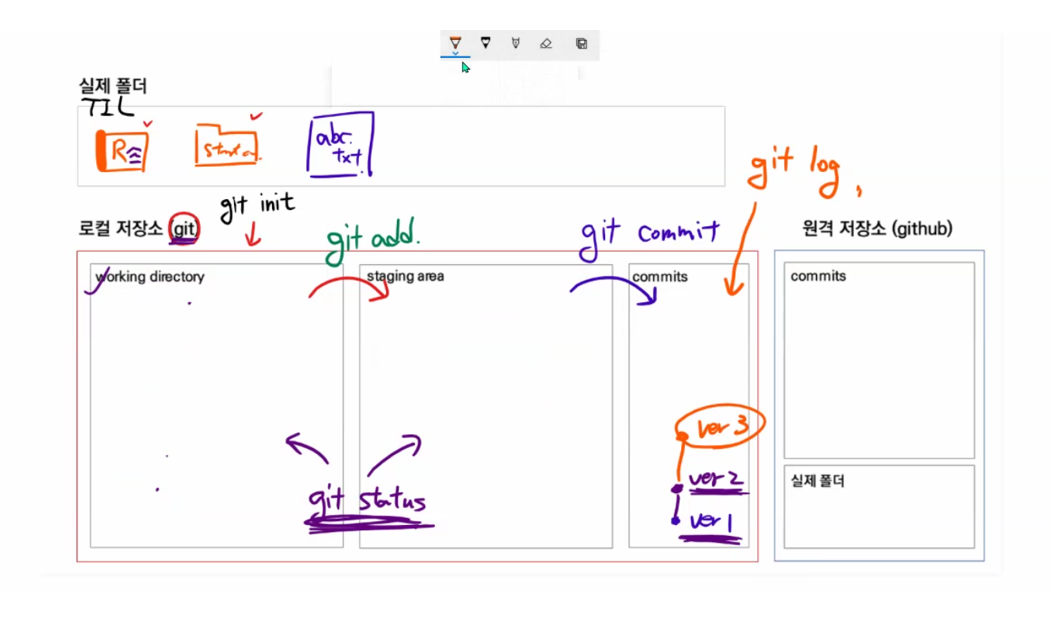 실제 폴더
TIL
R
abc.
txt.
git init
git log,
로컬 저장소 (git)
git add.
git commit
원격 저장소 (github)
working directory
staging area
commits
commits
ver 3
ver 2
실제 폴더
git status
ver 1